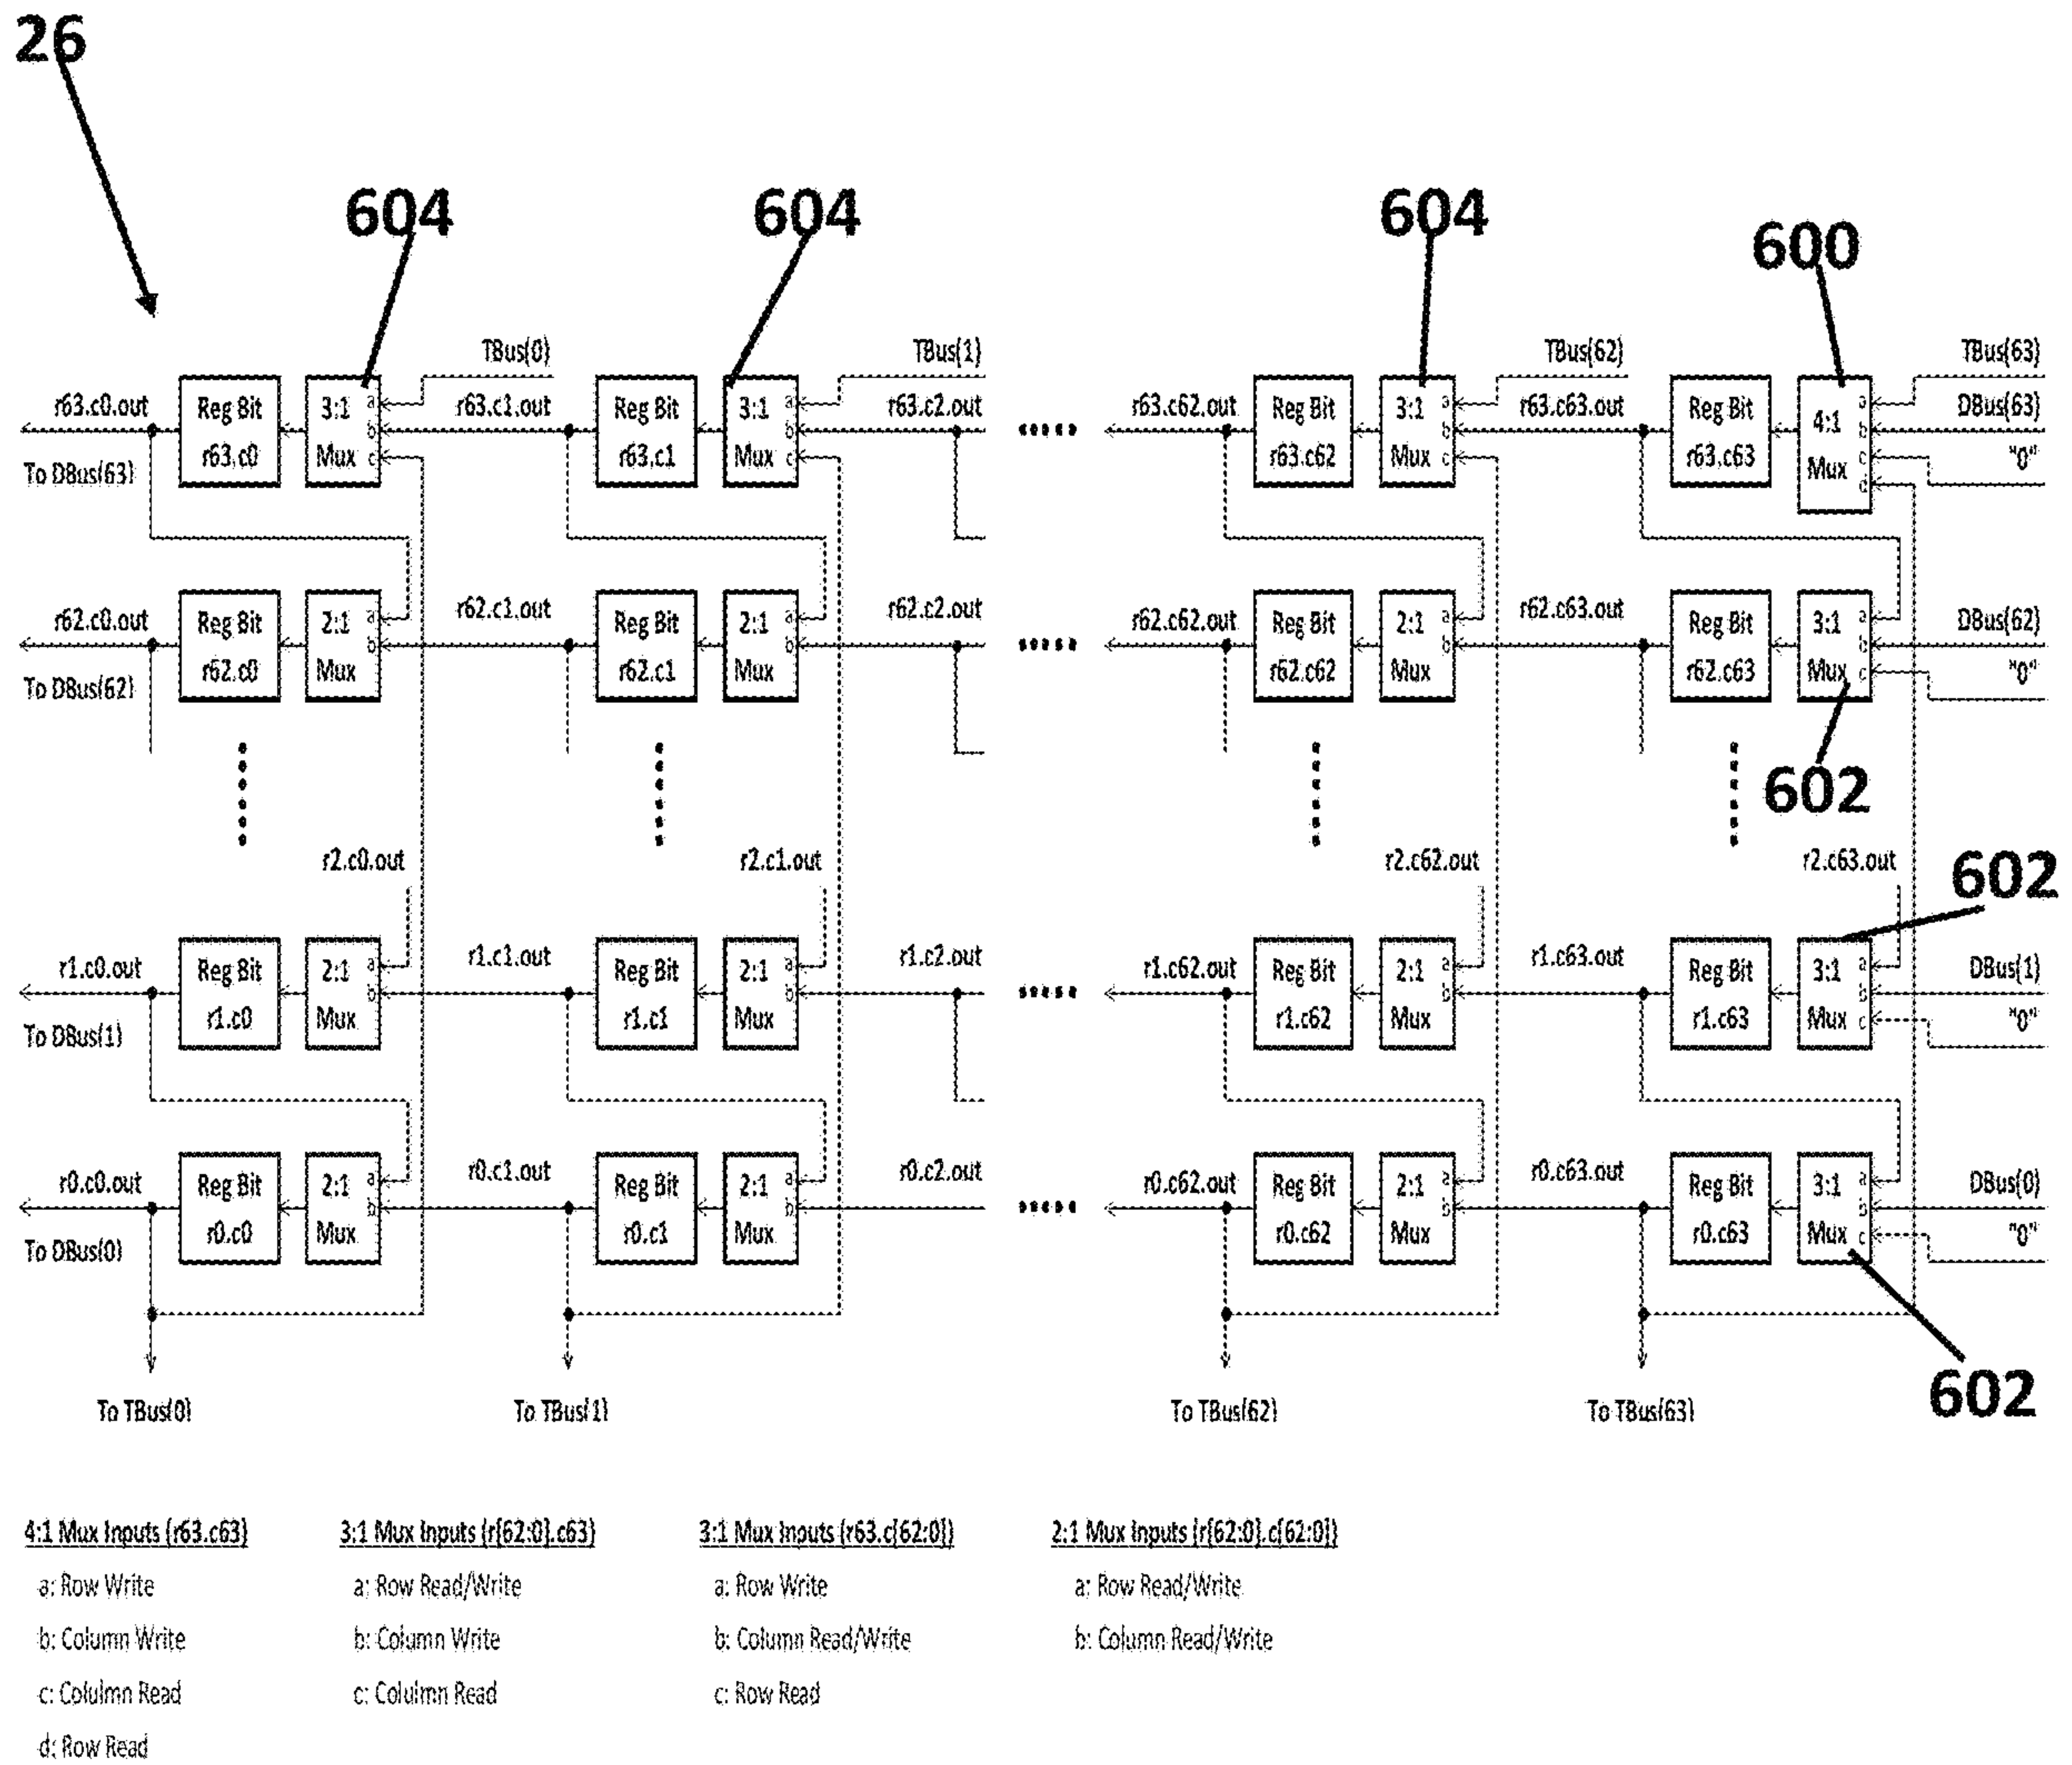 26
604 604 604 600
TBus(0) TBus(1) TBus(62) TBus(63)
r63.c0.out Reg Bit 3:1 a r63.c1.out Reg Bit 3:1 a r63.c2.out r63.c62.out Reg Bit 3:1 a r63.c63.out Reg Bit 4:1 a DBus(63)
b b b b
To DBus(63) r63.c0 Mux c r63.c1 Mux c r63.c62 Mux c r63.c63 Mux c "0"
d
r62.c0.out Reg Bit 2:1 a r62.c1.out Reg Bit 2:1 a r62.c2.out r62.c62.out Reg Bit 2:1 a r62.c63.out Reg Bit 3:1 a DBus(62)
b b b b
To DBus(62) r62.c0 Mux r62.c1 Mux r62.c62 Mux r62.c63 Mux c "0"
602
r2.c0.out r2.c1.out r2.c62.out r2.c63.out 602
r1.c0.out Reg Bit 2:1 a r1.c1.out Reg Bit 2:1 a r1.c2.out r1.c62.out Reg Bit 2:1 a r1.c63.out Reg Bit 3:1 a DBus(1)
b b b b
To DBus(1) r1.c0 Mux r1.c1 Mux r1.c62 Mux r1.c63 Mux c "0"
r0.c0.out Reg Bit 2:1 a r0.c1.out Reg Bit 2:1 a r0.c2.out r0.c62.out Reg Bit 2:1 a r0.c63.out Reg Bit 3:1 a DBus(0)
b b b b
To DBus(0) r0.c0 Mux r0.c1 Mux r0.c62 Mux r0.c63 Mux c "0"
602
To TBus(0) To TBus(1) To TBus(62) To TBus(63)
4:1 Mux Inputs (r63.c63)
a: Row Write
b: Column Write
c: Colulmn Read
d: Row Read
3:1 Mux Inputs (r[62:0].c63)
a: Row Read/Write
b: Column Write
c: Colulmn Read
3:1 Mux Inputs (r63.c[62:0])
a: Row Write
b: Column Read/Write
c: Row Read
2:1 Mux Inputs (r[62:0].c[62:0])
a: Row Read/Write
b: Column Read/Write